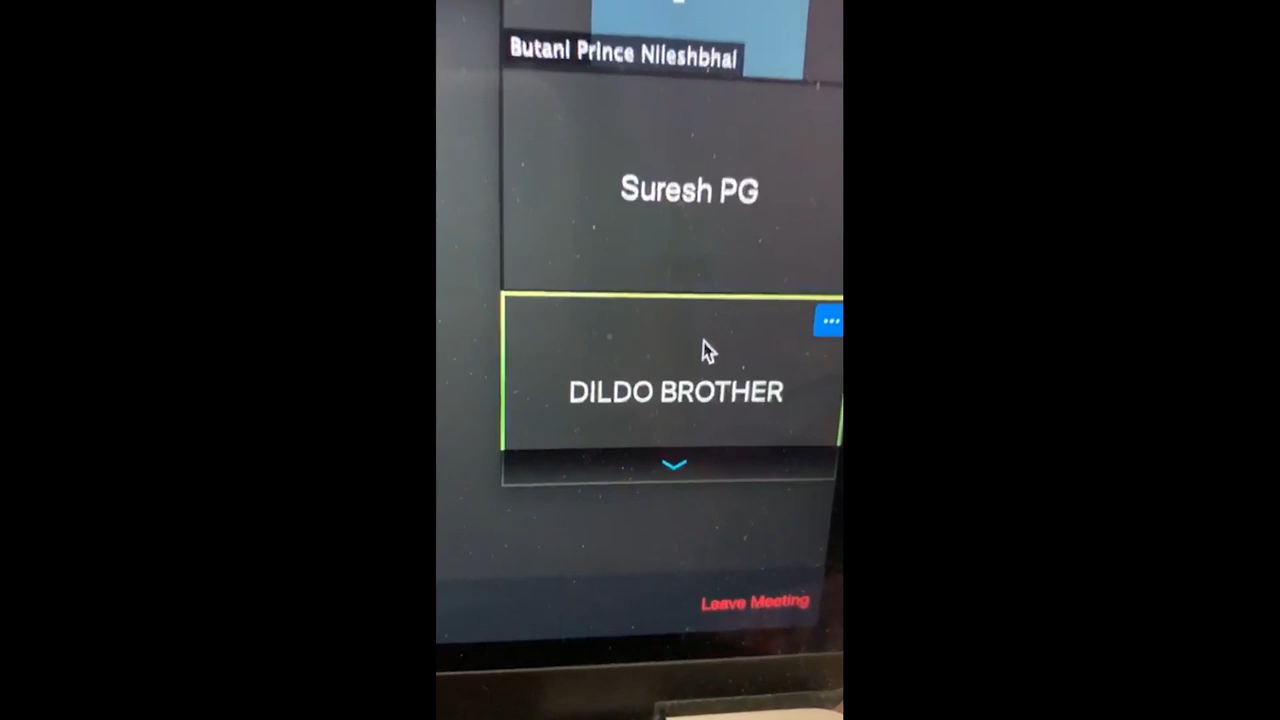 Butani Prince Nileshbhai
Suresh PG
DILDO BROTHER
Leave Meeting